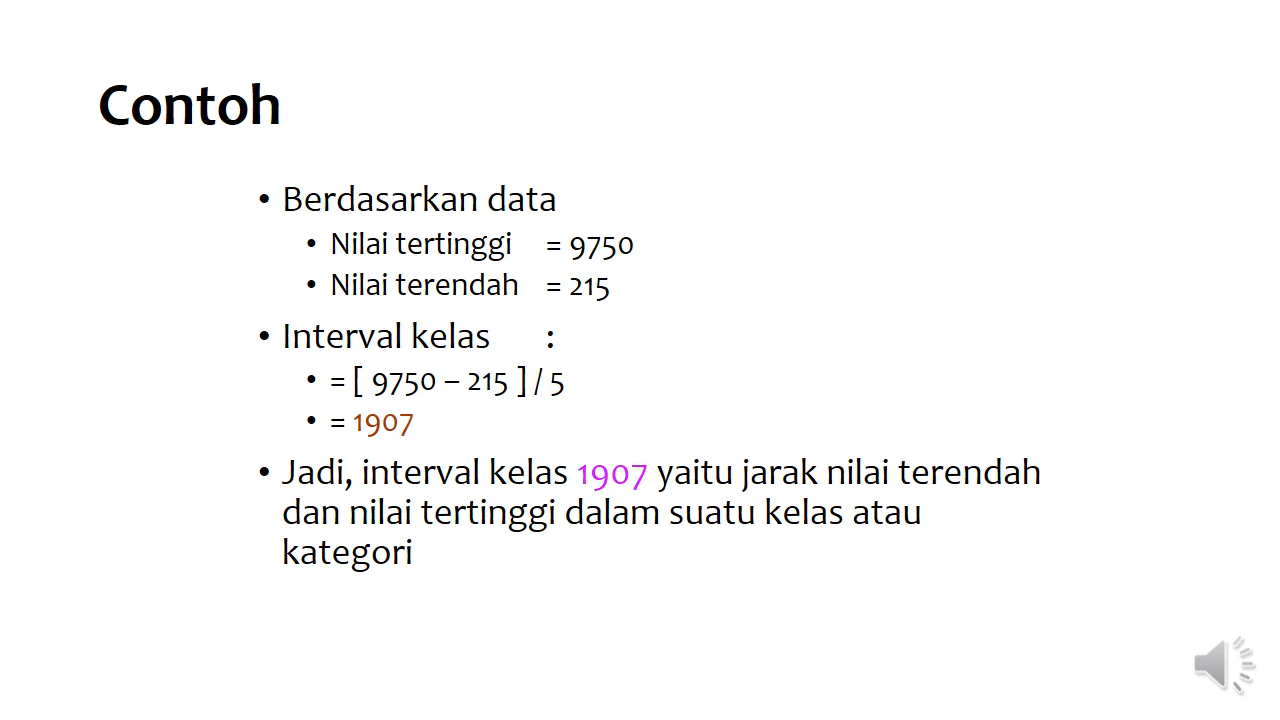 Contoh
• Berdasarkan data
• Nilai tertinggi = 9750
• Nilai terendah = 215
• Interval kelas :
• = [ 9750 – 215 ] / 5
• = 1907
• Jadi, interval kelas 1907 yaitu jarak nilai terendah
dan nilai tertinggi dalam suatu kelas atau
kategori